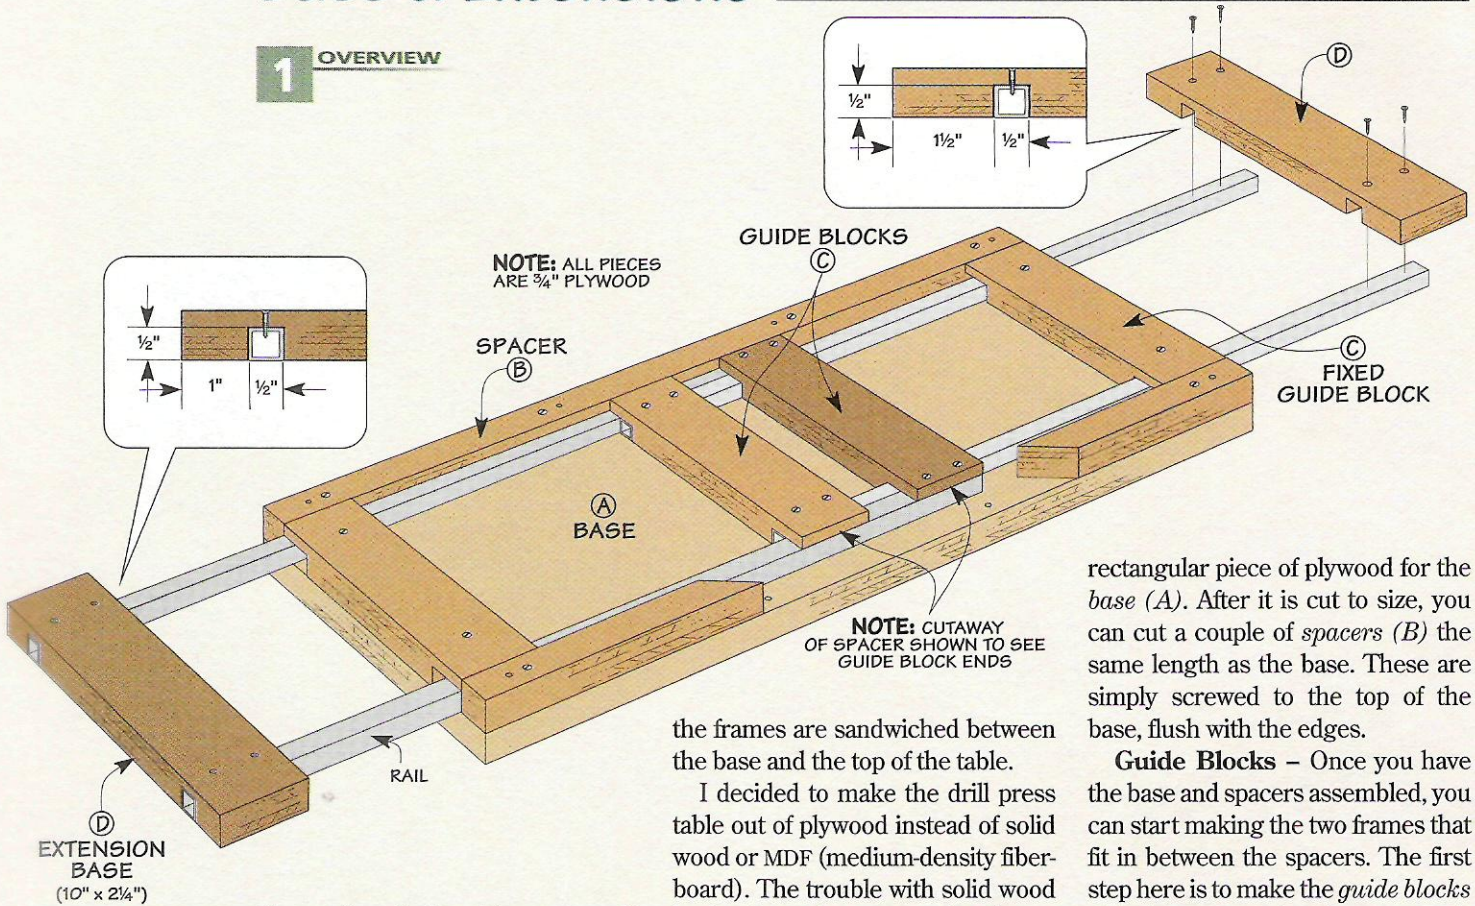 1 OVERVIEW
½"
1½" ½"
D
GUIDE BLOCKS
C
NOTE: ALL PIECES
ARE ¾" PLYWOOD
½"
1" ½"
SPACER
B
C
FIXED
GUIDE BLOCK
A
BASE
NOTE: CUTAWAY
OF SPACER SHOWN TO SEE
GUIDE BLOCK ENDS
RAIL
D
EXTENSION
BASE
(10" x 2¼")
the frames are sandwiched between
the base and the top of the table.
I decided to make the drill press
table out of plywood instead of solid
wood or MDF (medium-density fiber-
board). The trouble with solid wood
rectangular piece of plywood for the
base (A). After it is cut to size, you
can cut a couple of spacers (B) the
same length as the base. These are
simply screwed to the top of the
base, flush with the edges.
Guide Blocks – Once you have
the base and spacers assembled, you
can start making the two frames that
fit in between the spacers. The first
step here is to make the guide blocks